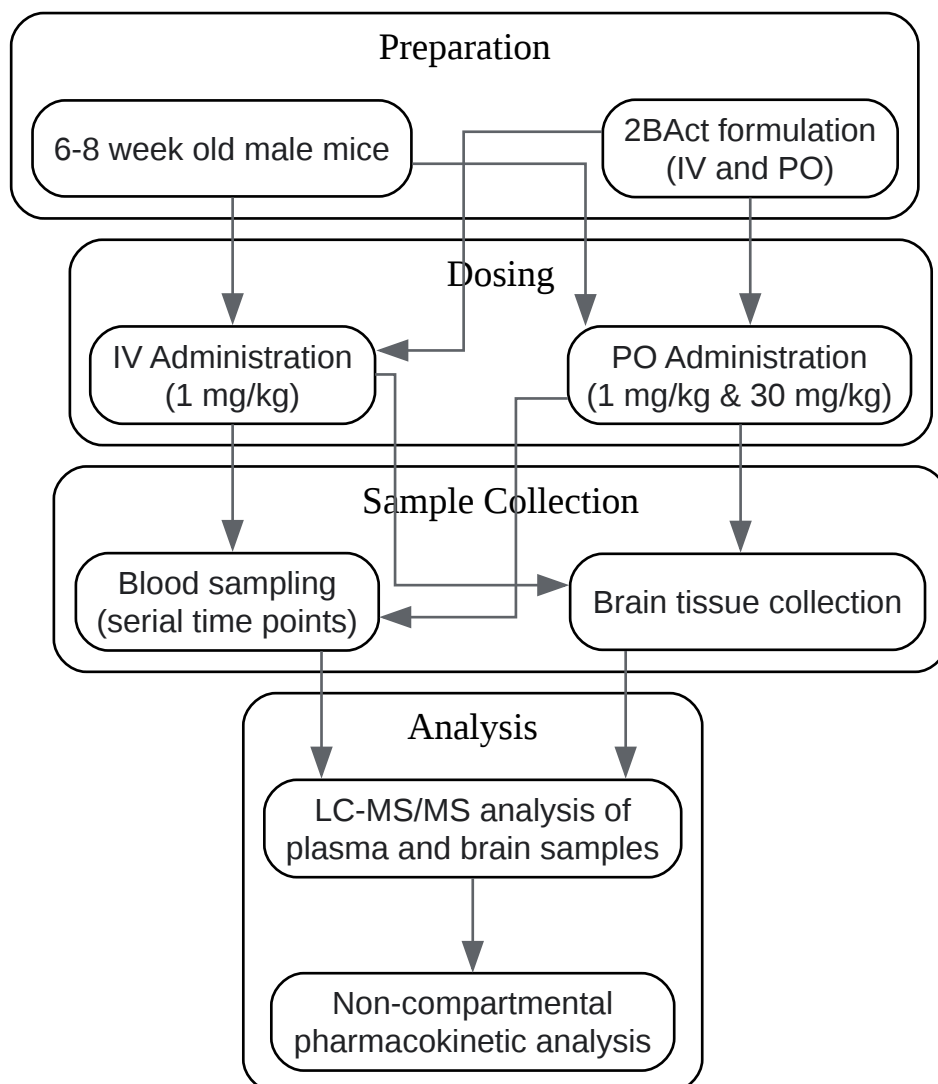 Preparation
6-8 week old male mice
2BAct formulation
(IV and PO)
Dosing
IV Administration
(1 mg/kg)
PO Administration
(1 mg/kg & 30 mg/kg)
Sample Collection
Blood sampling
(serial time points)
Brain tissue collection
Analysis
LC-MS/MS analysis of
plasma and brain samples
Non-compartmental
pharmacokinetic analysis